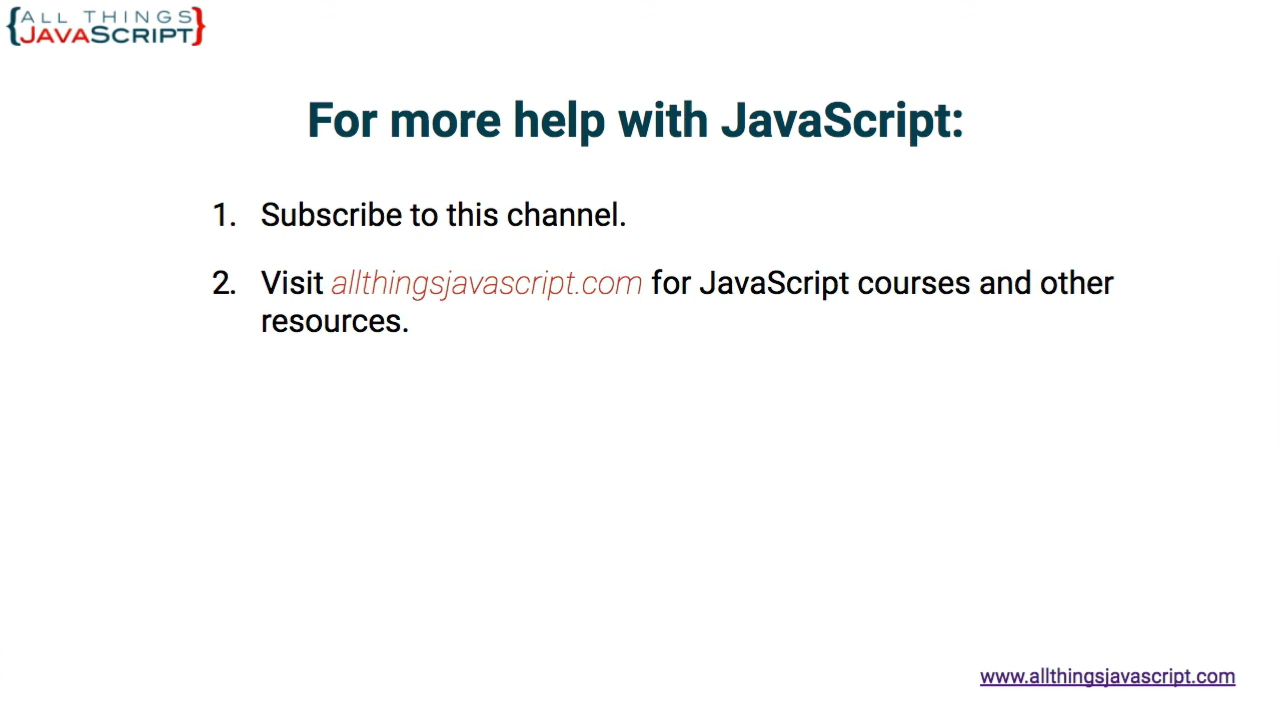 {ALL THINGS
JAVASCRIPT}
For more help with JavaScript:
1. Subscribe to this channel.
2. Visit allthingsjavascript.com for JavaScript courses and other
resources.
www.allthingsjavascript.com